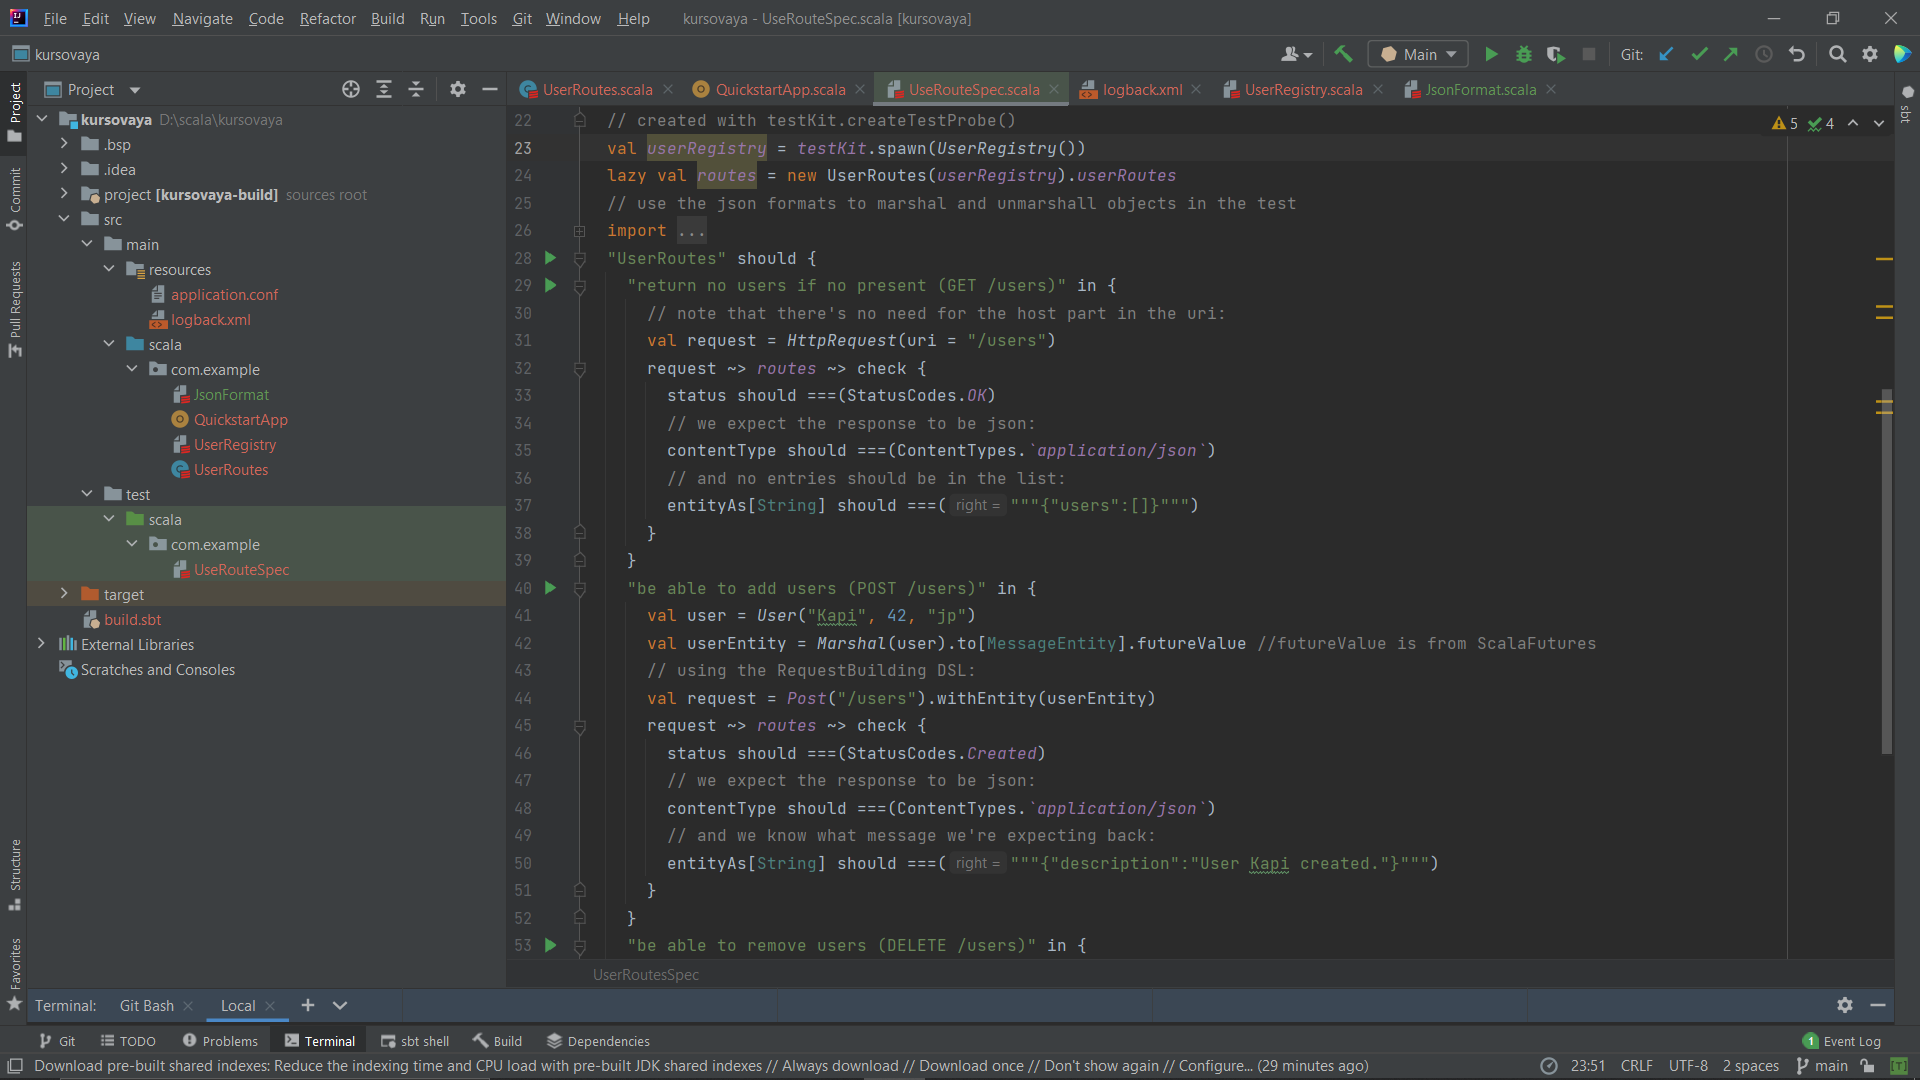 File Edit View Navigate Code Refactor Build Run Tools Git Window Help kursovaya - UseRouteSpec.scala [kursovaya]
kursovaya Main Git:
Project
UserRoutes.scala QuickstartApp.scala UseRouteSpec.scala logback.xml UserRegistry.scala JsonFormat.scala
Project
Commit
Pull Requests
Structure
Favorites
sbt
kursovaya D:\scala\kursovaya
.bsp
.idea
project [kursovaya-build] sources root
src
main
resources
application.conf
logback.xml
scala
com.example
JsonFormat
QuickstartApp
UserRegistry
UserRoutes
test
scala
com.example
UseRouteSpec
target
build.sbt
External Libraries
Scratches and Consoles
5 4
22 // created with testKit.createTestProbe()
23 val userRegistry = testKit.spawn(UserRegistry())
24 lazy val routes = new UserRoutes(userRegistry).userRoutes
25 // use the json formats to marshal and unmarshall objects in the test
26 import ...
28 "UserRoutes" should {
29 "return no users if no present (GET /users)" in {
30 // note that there's no need for the host part in the uri:
31 val request = HttpRequest(uri = "/users")
32 request ~> routes ~> check {
33 status should ===(StatusCodes.OK)
34 // we expect the response to be json:
35 contentType should ===(ContentTypes.`application/json`)
36 // and no entries should be in the list:
37 entityAs[String] should ===( right = """{"users":[]}""")
38 }
39 }
40 "be able to add users (POST /users)" in {
41 val user = User("Kapi", 42, "jp")
42 val userEntity = Marshal(user).to[MessageEntity].futureValue //futureValue is from ScalaFutures
43 // using the RequestBuilding DSL:
44 val request = Post("/users").withEntity(userEntity)
45 request ~> routes ~> check {
46 status should ===(StatusCodes.Created)
47 // we expect the response to be json:
48 contentType should ===(ContentTypes.`application/json`)
49 // and we know what message we're expecting back:
50 entityAs[String] should ===( right = """{"description":"User Kapi created."}""")
51 }
52 }
53 "be able to remove users (DELETE /users)" in {
UserRoutesSpec
Terminal: Git Bash Local
Git TODO Problems Terminal sbt shell Build Dependencies 1 Event Log
Download pre-built shared indexes: Reduce the indexing time and CPU load with pre-built JDK shared indexes // Always download // Download once // Don't show again // Configure... (29 minutes ago) 23:51 CRLF UTF-8 2 spaces main [T]